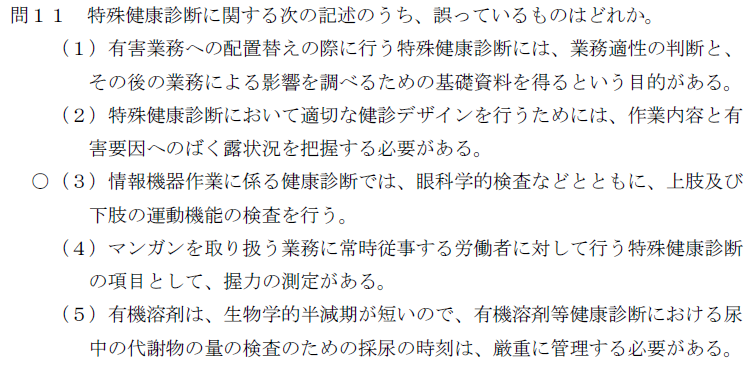 問１１　特殊健康診断に関する次の記述のうち、誤っているものはどれか。
（１）有害業務への配置替えの際に行う特殊健康診断には、業務適性の判断と、
その後の業務による影響を調べるための基礎資料を得るという目的がある。
（２）特殊健康診断において適切な健診デザインを行うためには、作業内容と有
害要因へのばく露状況を把握する必要がある。
○（３）情報機器作業に係る健康診断では、眼科学的検査などとともに、上肢及び
下肢の運動機能の検査を行う。
（４）マンガンを取り扱う業務に常時従事する労働者に対して行う特殊健康診断
の項目として、握力の測定がある。
（５）有機溶剤は、生物学的半減期が短いので、有機溶剤等健康診断における尿
中の代謝物の量の検査のための採尿の時刻は、厳重に管理する必要がある。